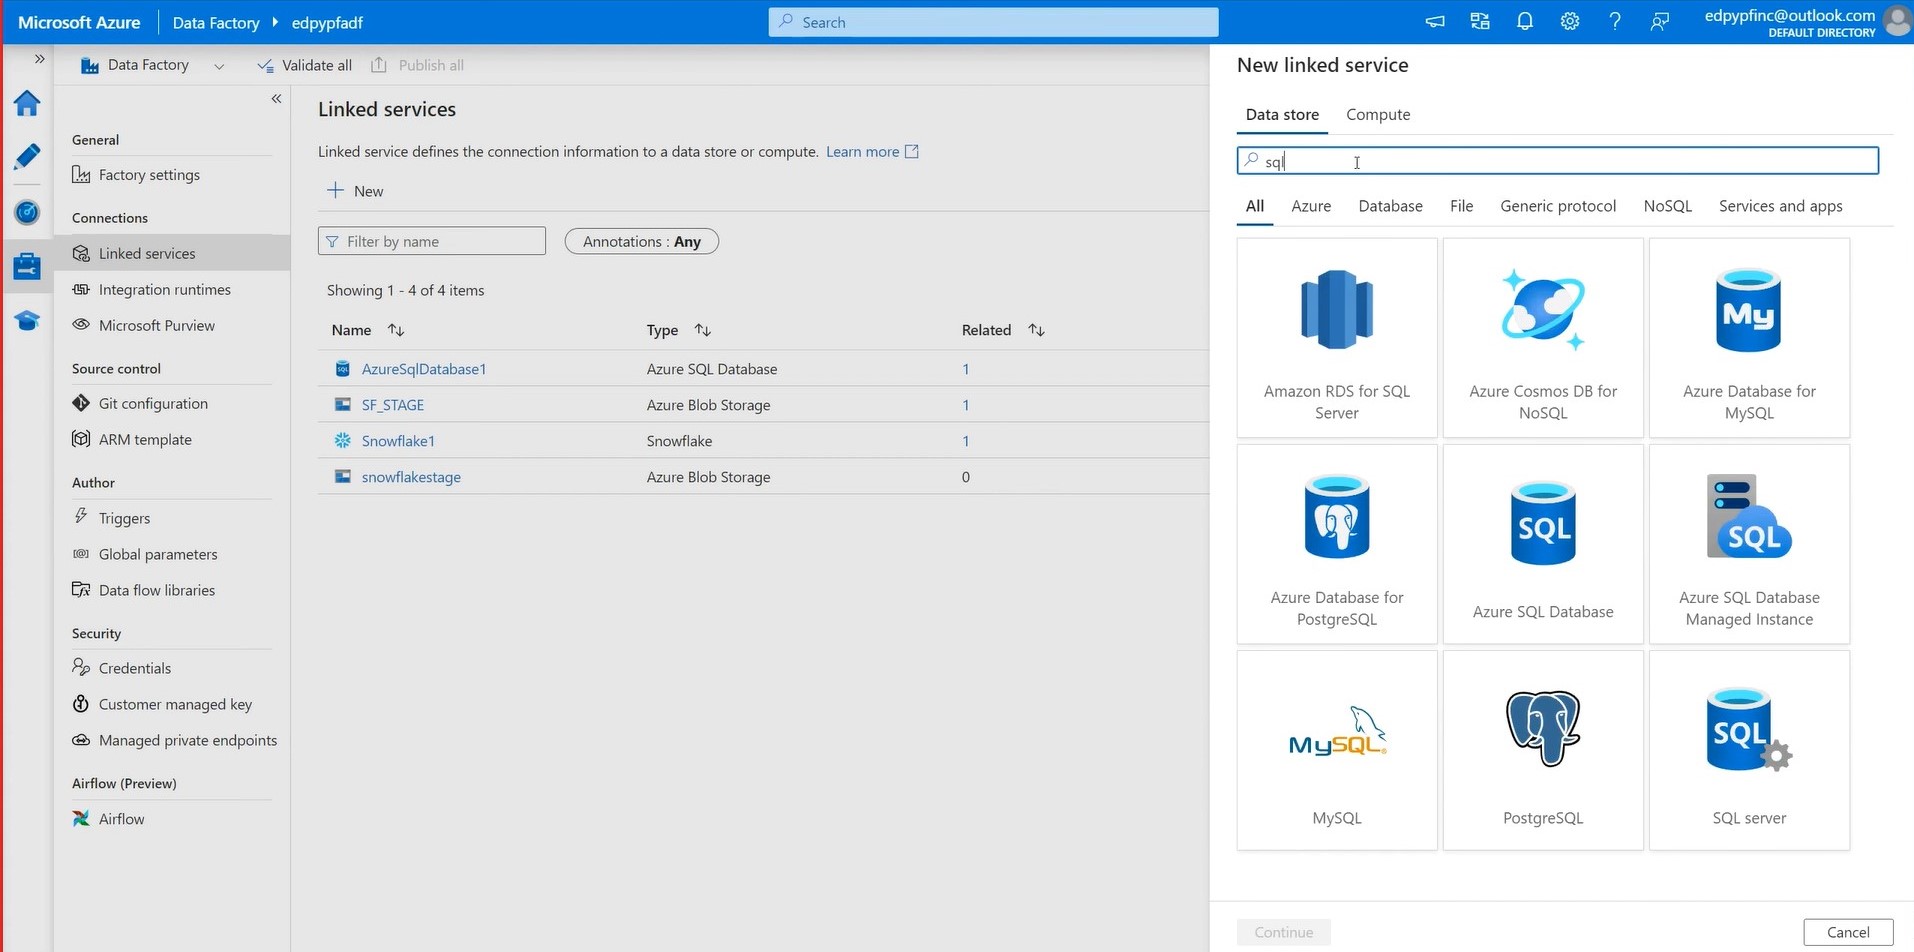 Microsoft Azure
Data Factory
edpypfadf
Search
edpypfinc@outlook.com
DEFAULT DIRECTORY
Data Factory
Validate all
Publish all
General
Factory settings
Connections
Linked services
Integration runtimes
Microsoft Purview
Source control
Git configuration
ARM template
Author
Triggers
Global parameters
Data flow libraries
Security
Credentials
Customer managed key
Managed private endpoints
Airflow (Preview)
Airflow
Linked services
Linked service defines the connection information to a data store or compute. Learn more
New
Filter by name
Annotations : Any
Showing 1 - 4 of 4 items
Name Type Related
AzureSqlDatabase1 Azure SQL Database 1
SF_STAGE Azure Blob Storage 1
Snowflake1 Snowflake 1
snowflakestage Azure Blob Storage 0
New linked service
Data store Compute
sql
All Azure Database File Generic protocol NoSQL Services and apps
Amazon RDS for SQL
Server
Azure Cosmos DB for
NoSQL
My
Azure Database for
MySQL
Azure Database for
PostgreSQL
SQL
Azure SQL Database
SQL
Azure SQL Database
Managed Instance
MySQL
MySQL
PostgreSQL
SQL
SQL server
Continue
Cancel